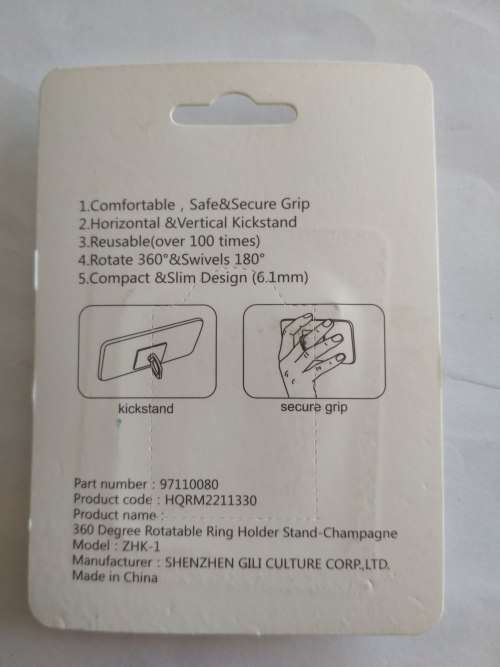 1.Comfortable , Safe&Secure Grip
2.Horizontal &Vertical Kickstand
3.Reusable(over 100 times)
4.Rotate 360°&Swivels 180°
5.Compact &Slim Design (6.1mm)
kickstand
secure grip
Part number : 97110080
Product code : HQRM2211330
Product name :
360 Degree Rotatable Ring Holder Stand-Champagne
Model : ZHK-1
Manufacturer : SHENZHEN GILI CULTURE CORP.,LTD.
Made in China